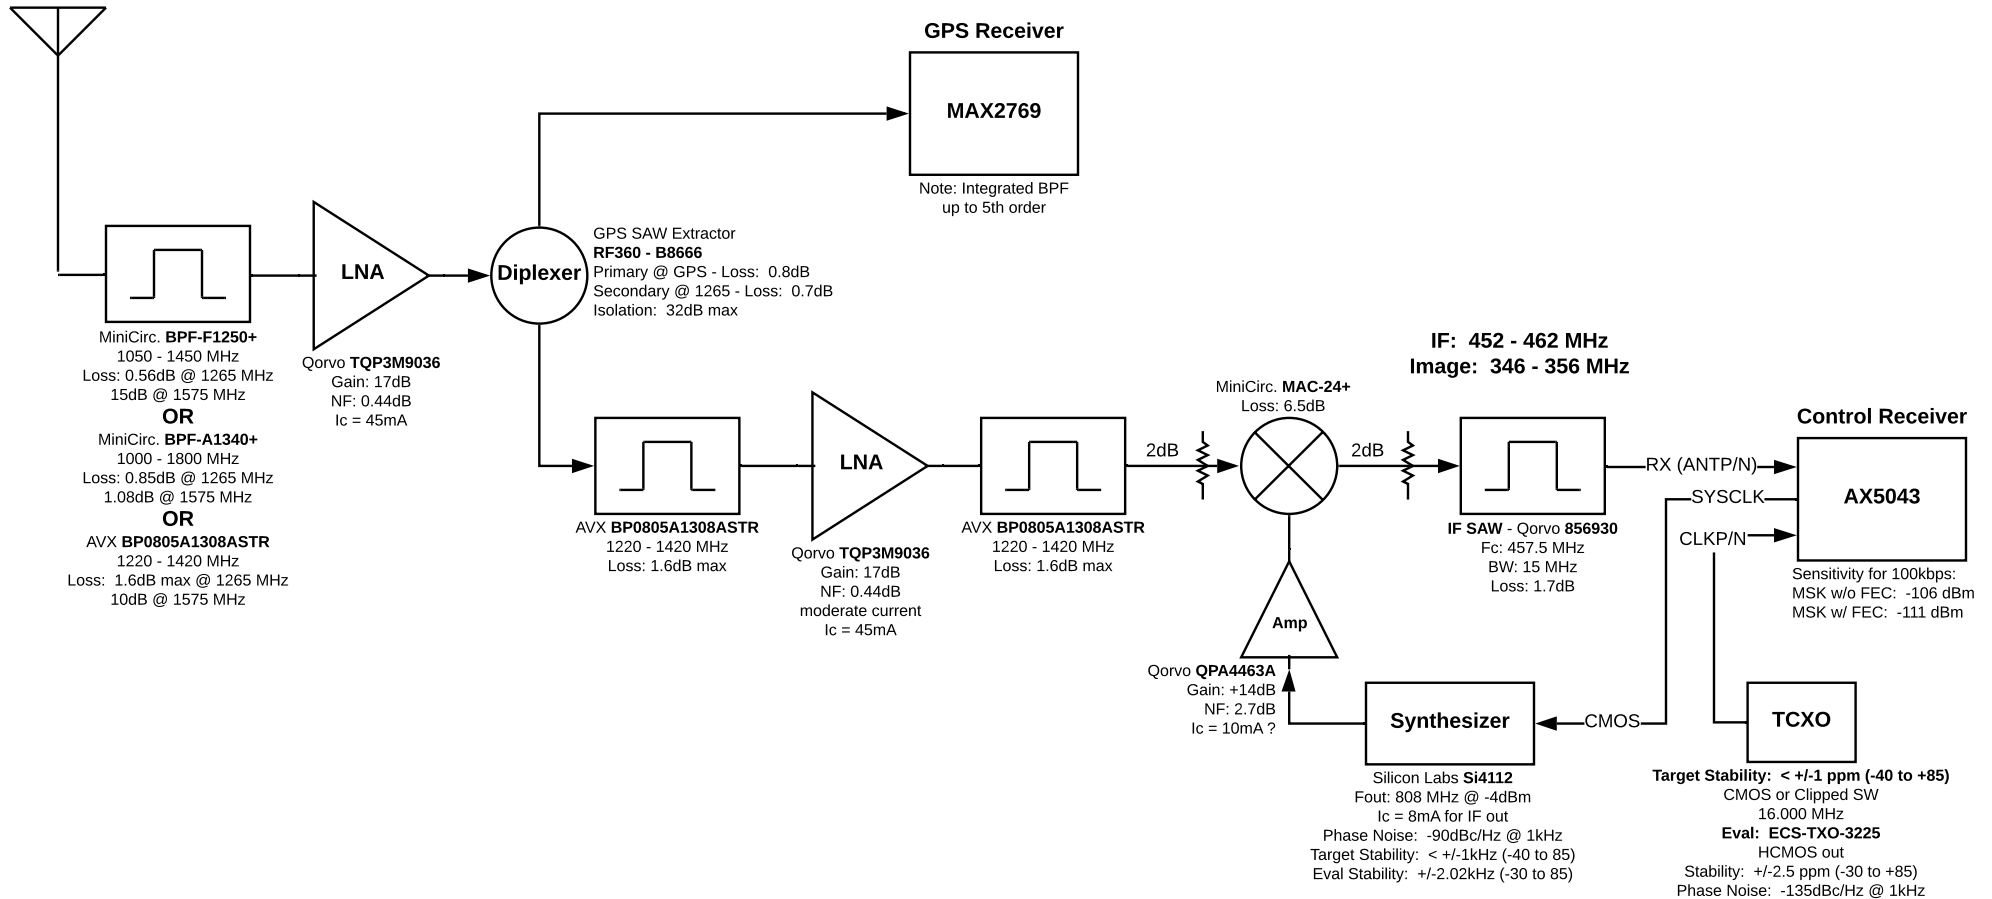 GPS Receiver
MAX2769
Note: Integrated BPF
up to 5th order
LNA
Diplexer
GPS SAW Extractor
RF360 - B8666
Primary @ GPS - Loss:  0.8dB
Secondary @ 1265 - Loss:  0.7dB
Isolation:  32dB max
MiniCirc. BPF-F1250+
1050 - 1450 MHz
Loss: 0.56dB @ 1265 MHz
15dB @ 1575 MHz
OR
MiniCirc. BPF-A1340+
1000 - 1800 MHz
Loss: 0.85dB @ 1265 MHz
1.08dB @ 1575 MHz
OR
AVX BP0805A1308ASTR
1220 - 1420 MHz
Loss:  1.6dB max @ 1265 MHz
10dB @ 1575 MHz
Qorvo TQP3M9036
Gain: 17dB
NF: 0.44dB
Ic = 45mA
AVX BP0805A1308ASTR
1220 - 1420 MHz
Loss: 1.6dB max
LNA
Qorvo TQP3M9036
Gain: 17dB
NF: 0.44dB
moderate current
Ic = 45mA
AVX BP0805A1308ASTR
1220 - 1420 MHz
Loss: 1.6dB max
2dB
MiniCirc. MAC-24+
Loss: 6.5dB
2dB
IF:  452 - 462 MHz
Image:  346 - 356 MHz
IF SAW - Qorvo 856930
Fc: 457.5 MHz
BW: 15 MHz
Loss: 1.7dB
Control Receiver
RX (ANTP/N)
SYSCLK
CLKP/N
AX5043
Sensitivity for 100kbps:
MSK w/o FEC:  -106 dBm
MSK w/ FEC:  -111 dBm
Amp
Qorvo QPA4463A
Gain: +14dB
NF: 2.7dB
Ic = 10mA ?
Synthesizer
CMOS
Silicon Labs Si4112
Fout: 808 MHz @ -4dBm
Ic = 8mA for IF out
Phase Noise:  -90dBc/Hz @ 1kHz
Target Stability:  < +/-1kHz (-40 to 85)
Eval Stability:  +/-2.02kHz (-30 to 85)
TCXO
Target Stability:  < +/-1 ppm (-40 to +85)
CMOS or Clipped SW
16.000 MHz
Eval:  ECS-TXO-3225
HCMOS out
Stability:  +/-2.5 ppm (-30 to +85)
Phase Noise:  -135dBc/Hz @ 1kHz